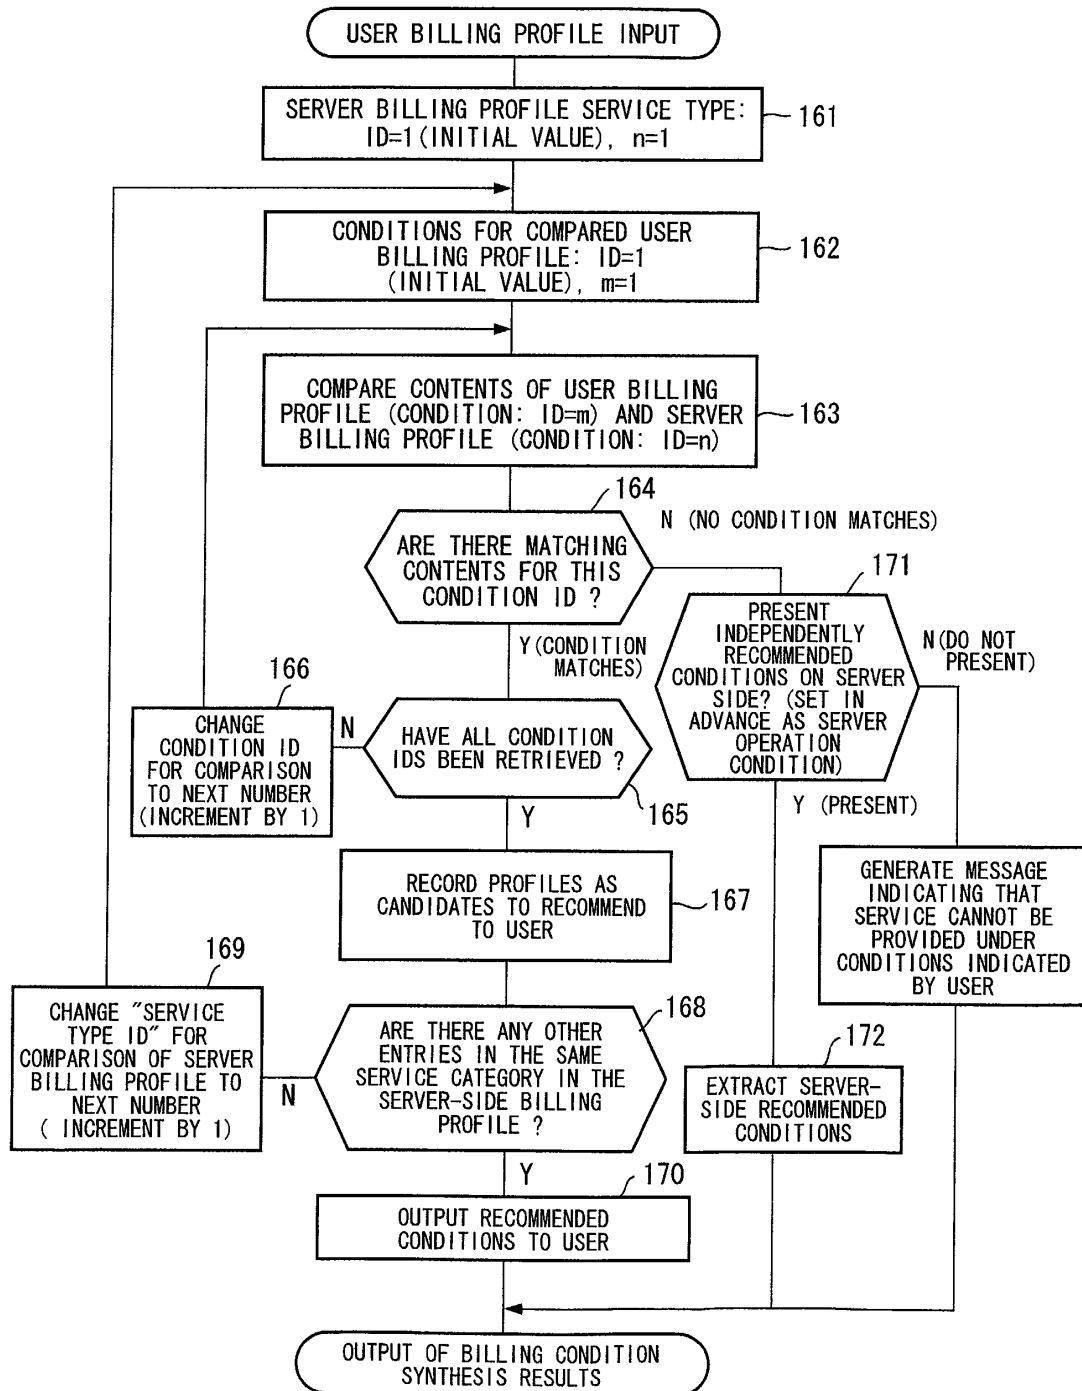 USER BILLING PROFILE INPUT
SERVER BILLING PROFILE SERVICE TYPE:
ID=1(INITIAL VALUE), n=1
161
CONDITIONS FOR COMPARED USER
BILLING PROFILE: ID=1
(INITIAL VALUE), m=1
162
COMPARE CONTENTS OF USER BILLING
PROFILE (CONDITION: ID=m) AND SERVER
BILLING PROFILE (CONDITION: ID=n)
163
164
ARE THERE MATCHING
CONTENTS FOR THIS
CONDITION ID ?
N (NO CONDITION MATCHES)
Y(CONDITION
MATCHES)
171
PRESENT
INDEPENDENTLY
RECOMMENDED
CONDITIONS ON SERVER
SIDE? (SET IN
ADVANCE AS SERVER
OPERATION
CONDITION)
N(DO NOT
PRESENT)
Y (PRESENT)
166
CHANGE
CONDITION ID
FOR COMPARISON
TO NEXT NUMBER
(INCREMENT BY 1)
N
HAVE ALL CONDITION
IDS BEEN RETRIEVED ?
165
Y
RECORD PROFILES AS
CANDIDATES TO RECOMMEND
TO USER
167
GENERATE MESSAGE
INDICATING THAT
SERVICE CANNOT BE
PROVIDED UNDER
CONDITIONS INDICATED
BY USER
169
CHANGE "SERVICE
TYPE ID" FOR
COMPARISON OF SERVER
BILLING PROFILE TO
NEXT NUMBER
( INCREMENT BY 1)
N
ARE THERE ANY OTHER
ENTRIES IN THE SAME
SERVICE CATEGORY IN THE
SERVER-SIDE BILLING
PROFILE ?
168
Y
172
EXTRACT SERVER-
SIDE RECOMMENDED
CONDITIONS
170
OUTPUT RECOMMENDED
CONDITIONS TO USER
OUTPUT OF BILLING CONDITION
SYNTHESIS RESULTS